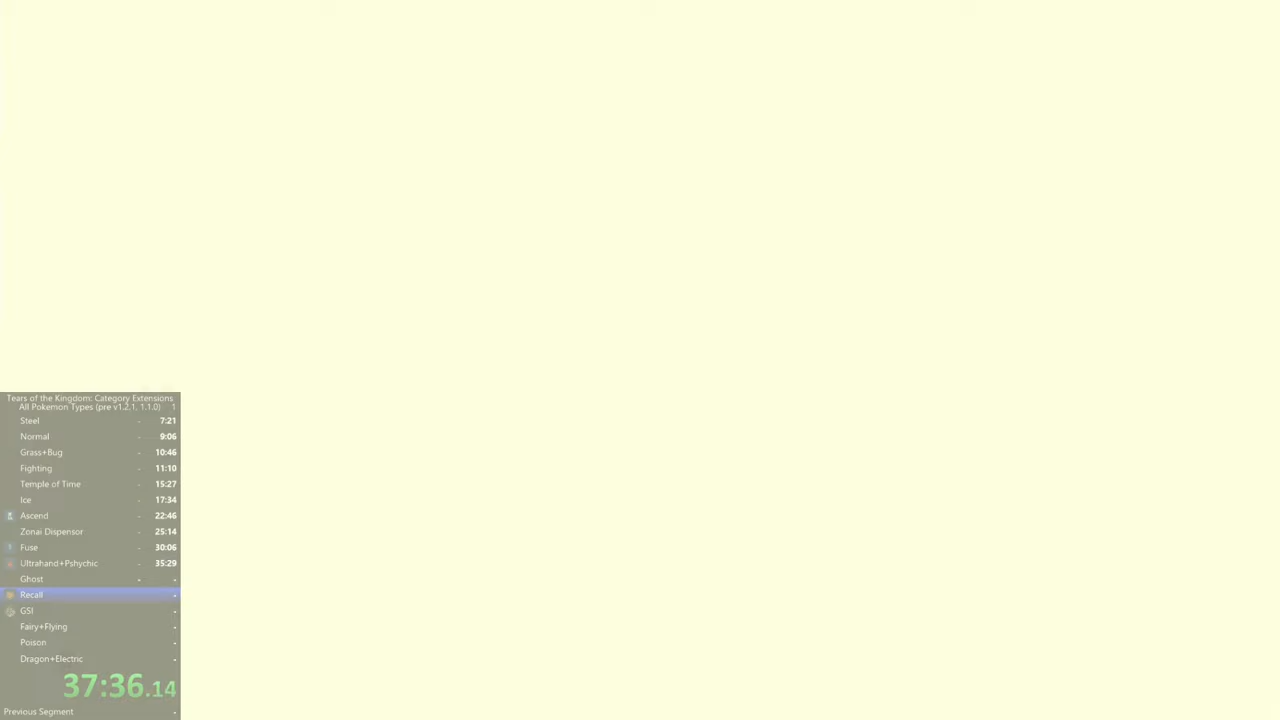 Tears of the Kingdom: Category Extensions
All Pokemon Types (pre v1.2.1, 1.1.0) 1
Steel - 7:21
Normal - 9:06
Grass+Bug - 10:46
Fighting - 11:10
Temple of Time - 15:27
Ice - 17:34
Ascend - 22:46
Zonai Dispensor - 25:14
Fuse - 30:06
Ultrahand+Pshychic - 35:29
Ghost - -
Recall -
GSI -
Fairy+Flying -
Poison -
Dragon+Electric -
37:36.14
Previous Segment -